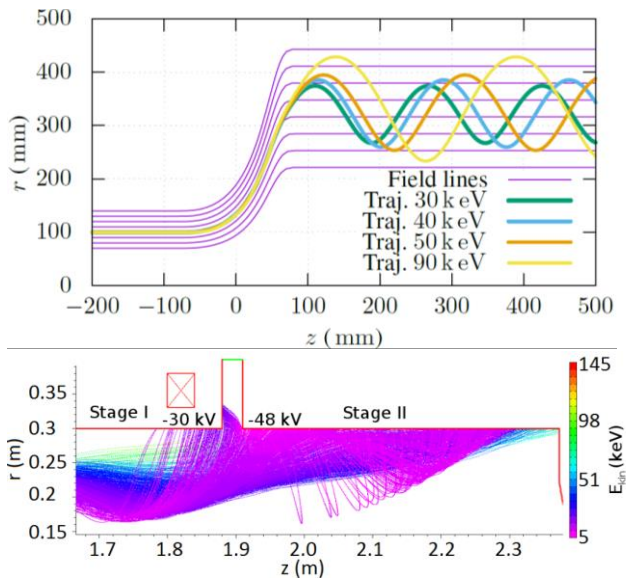 500
400
300
200
100
0
r (mm)
Field lines
Traj. 30 k eV
Traj. 40 k eV
Traj. 50 k eV
Traj. 90 k eV
−200 −100 0 100 200 300 400 500
z (mm)
145
98
51
5
E_kin (keV)
0.35
0.3
0.25
0.2
0.15
r (m)
Stage I -30 kV -48 kV Stage II
1.7 1.8 1.9 2.0 2.1 2.2 2.3
z (m)